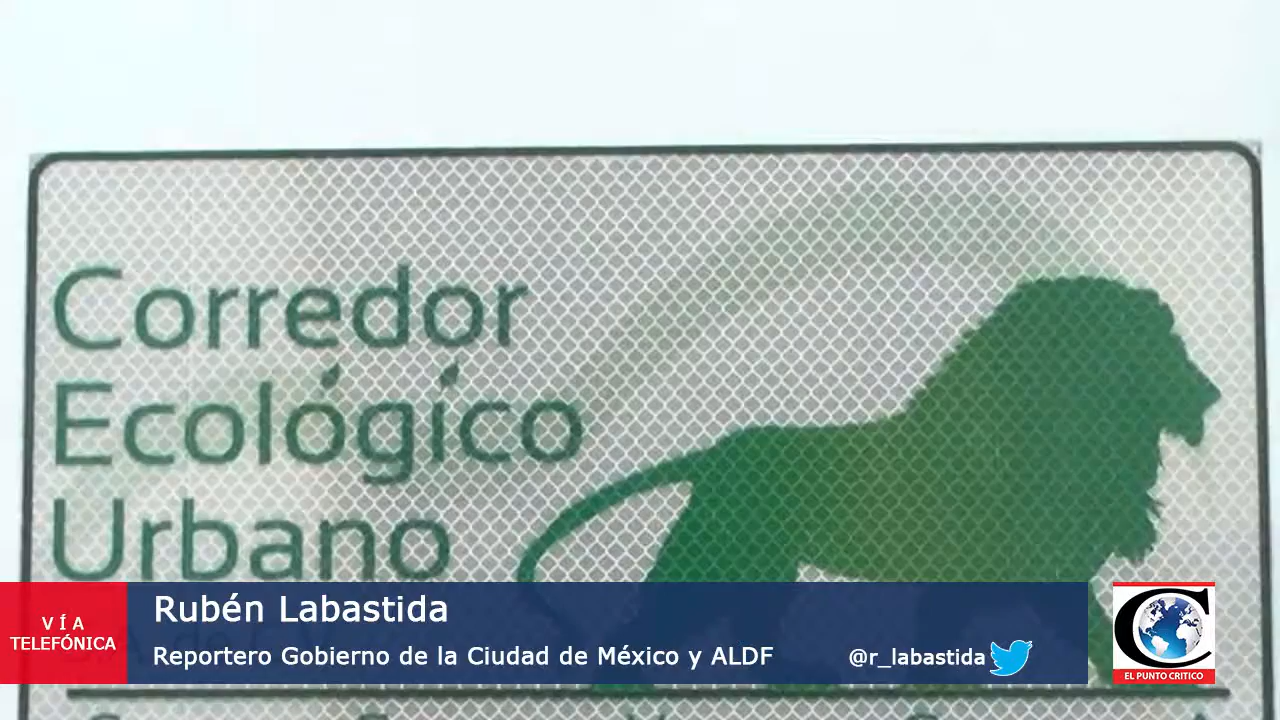 Corredor
Ecológico
Urbano
VÍA
TELEFÓNICA
Rubén Labastida
Reportero Gobierno de la Ciudad de México y ALDF
@r_labastida
C
EL PUNTO CRITICO